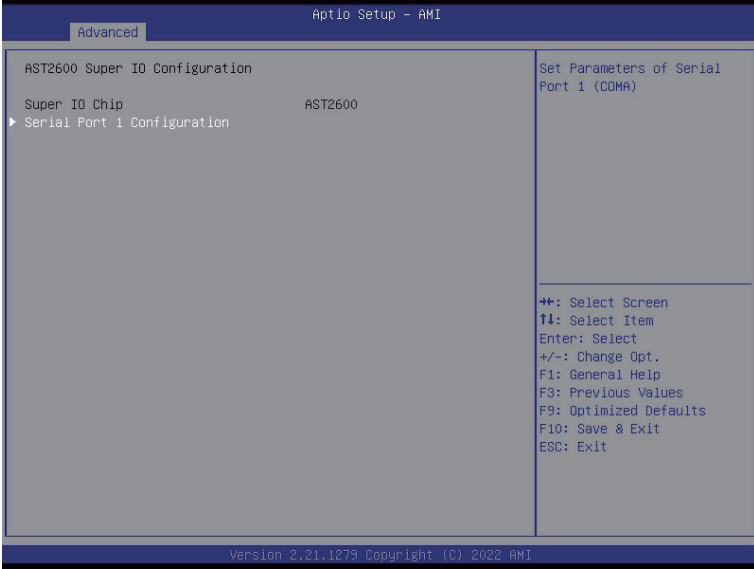 Aptio Setup – AMI
Advanced
AST2600 Super IO Configuration
Super IO Chip AST2600
▶ Serial Port 1 Configuration
Set Parameters of Serial
Port 1 (COMA)
→←: Select Screen
↑↓: Select Item
Enter: Select
+/-: Change Opt.
F1: General Help
F3: Previous Values
F9: Optimized Defaults
F10: Save & Exit
ESC: Exit
Version 2.21.1279 Copyright (C) 2022 AMI